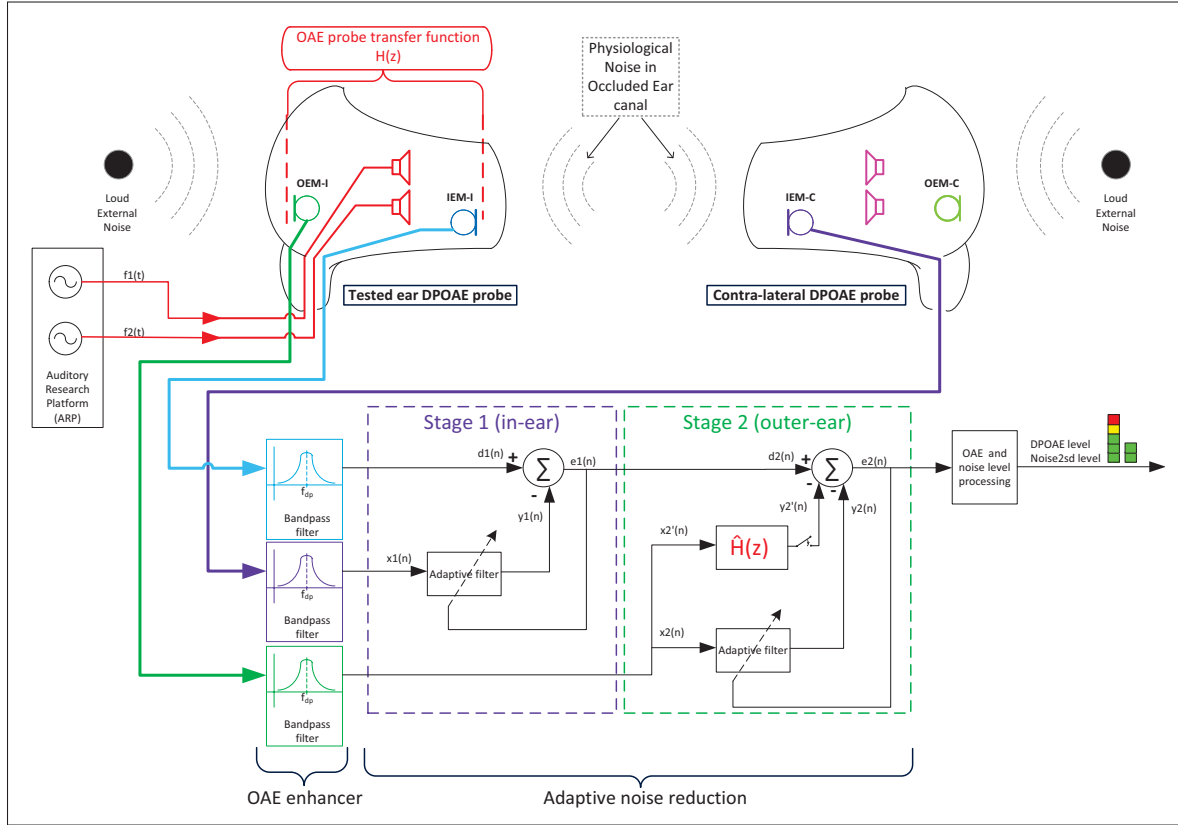 OAE probe transfer function
H(z)
Physiological
Noise in
Occluded Ear
canal
Loud
External
Noise
OEM-I
IEM-I
IEM-C
OEM-C
Loud
External
Noise
f1(t)
f2(t)
Auditory
Research
Platform
(ARP)
Tested ear DPOAE probe
Contra-lateral DPOAE probe
Stage 1 (in-ear)
Stage 2 (outer-ear)
fdp
Bandpass
filter
d1(n)
+
Σ
-
e1(n)
y1(n)
d2(n)
+
Σ
-
-
e2(n)
y2'(n)
y2(n)
OAE and
noise level
processing
DPOAE level
Noise2sd level
fdp
Bandpass
filter
x1(n)
Adaptive filter
x2'(n)
Ĥ(z)
x2(n)
Adaptive filter
fdp
Bandpass
filter
OAE enhancer
Adaptive noise reduction